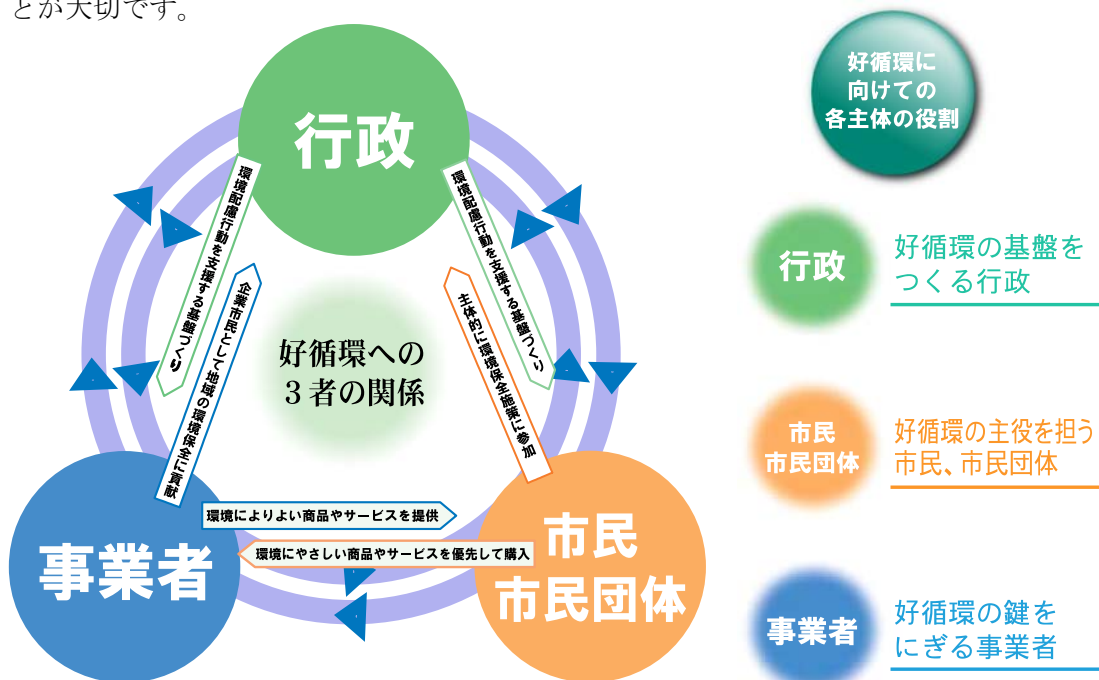 とが大切です。
行政
環境配慮行動を支援する基盤づくり
環境配慮行動を支援する基盤づくり
企業市民として地域の環境保全に貢献
主体的に環境保全施策に参加
好循環への
３者の関係
環境によりよい商品やサービスを提供
環境にやさしい商品やサービスを優先して購入
事業者
市民
市民団体
好循環に
向けての
各主体の役割
行政
好循環の基盤を
つくる行政
市民
市民団体
好循環の主役を担う
市民、市民団体
事業者
好循環の鍵を
にぎる事業者